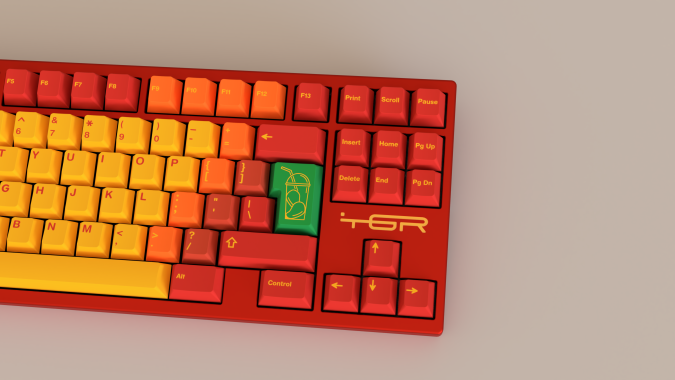 F5 F6 F7 F8 F9 F10 F11 F12 F13 Print Scroll Pause
^ 6 & 7 * 8 ( 9 ) 0 _ - + = ← Insert Home Pg Up
T Y U I O P { [ } ] Delete End Pg Dn
G H J K L : ; " ' | \
TGR
B N M < , > . ? / ⇧ ↑
Alt Control ← ↓ →